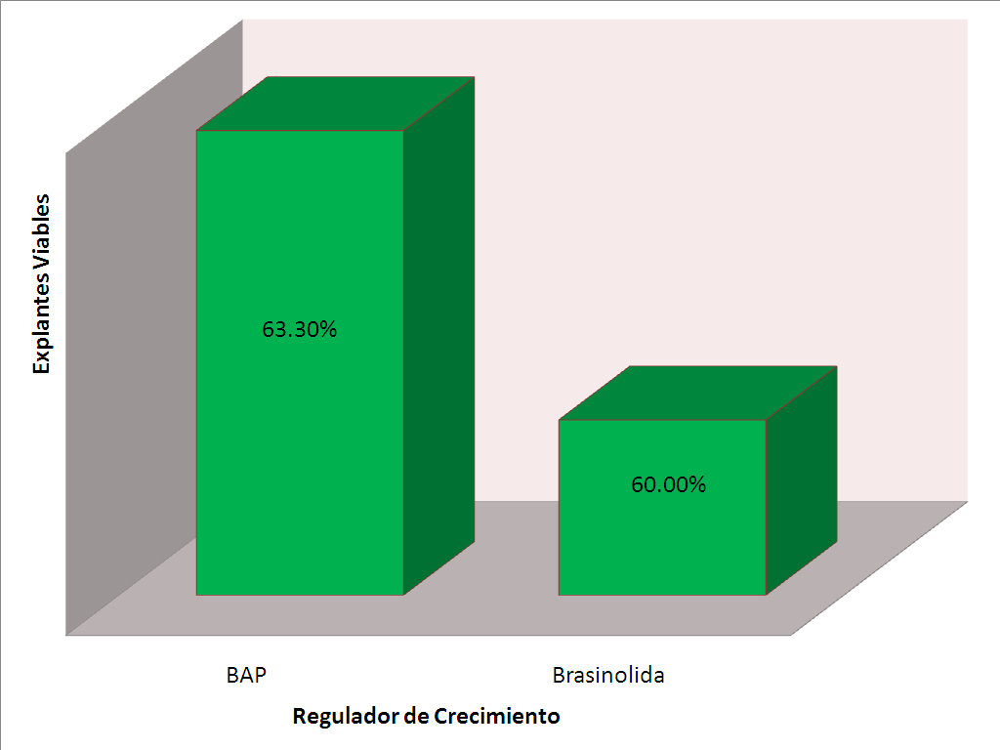 Explantes Viables
63.30%
60.00%
BAP
Brasinolida
Regulador de Crecimiento